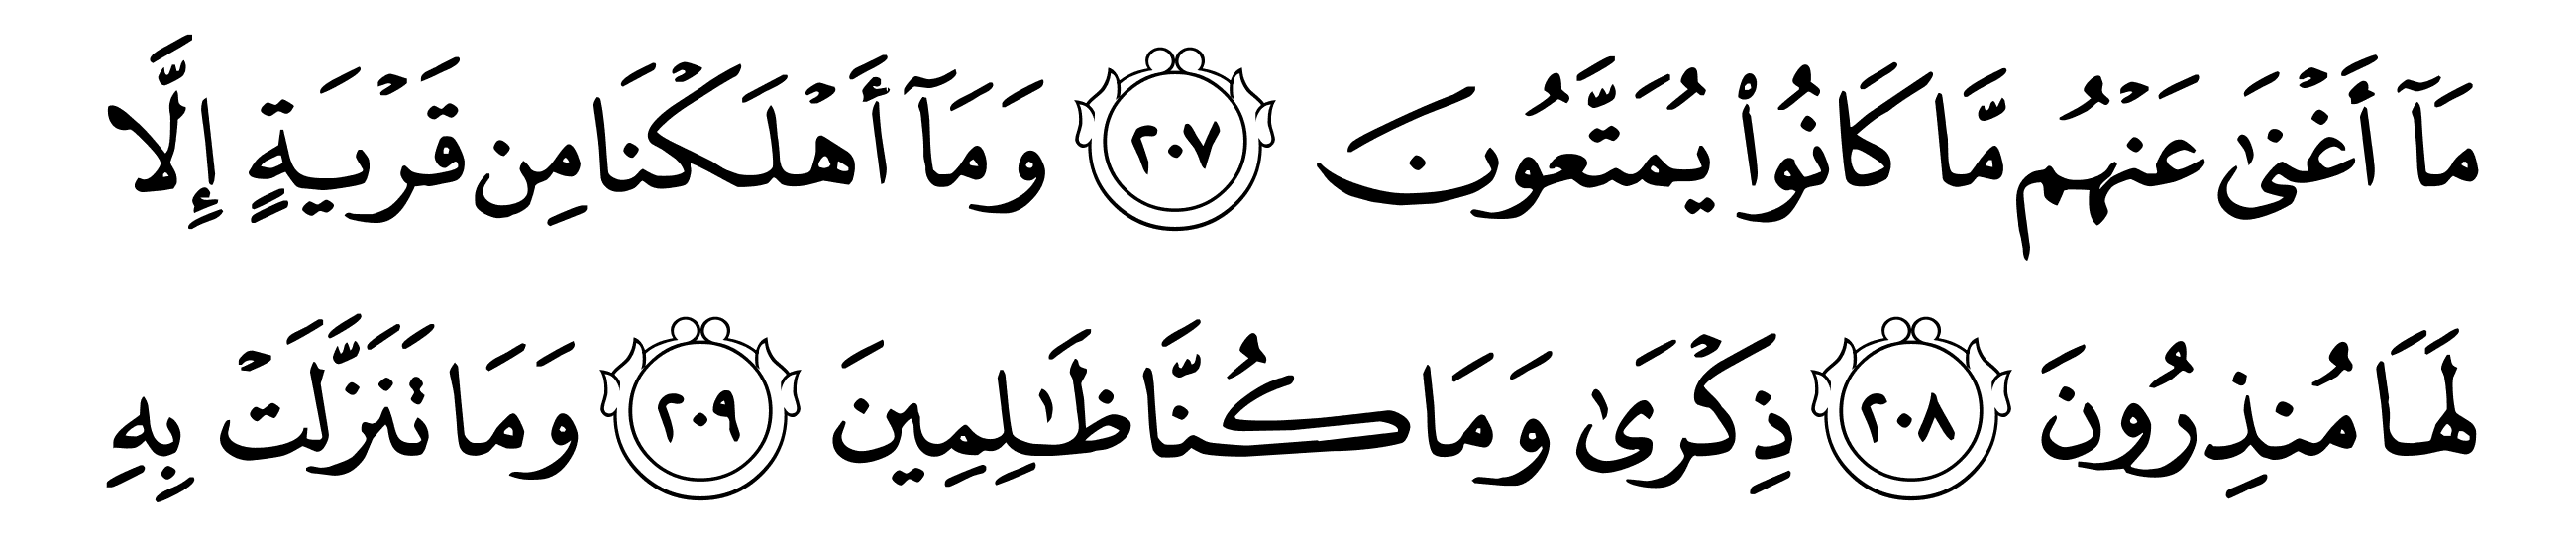 مَآ أَغْنَىٰ عَنْهُم مَّا كَانُوا۟ يُمَتَّعُونَ ٢٠٧ وَمَآ أَهْلَكْنَا مِن قَرْيَةٍ إِلَّا
لَهَا مُنذِرُونَ ٢٠٨ ذِكْرَىٰ وَمَا كُنَّا ظَـٰلِمِينَ ٢٠٩ وَمَا تَنَزَّلَتْ بِهِ